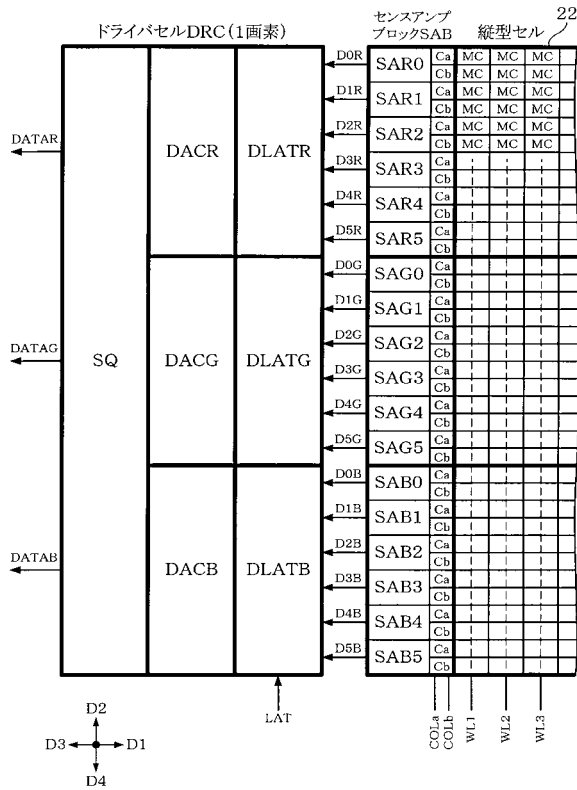 ドライバセルDRC(1画素)
センスアンプ
ブロックSAB
縦型セル
22
D0R SAR0 Ca MC MC MC
Cb MC MC MC
D1R SAR1 Ca MC MC MC
Cb MC MC MC
D2R SAR2 Ca MC MC MC
Cb MC MC MC
D3R SAR3 Ca
Cb
D4R SAR4 Ca
Cb
D5R SAR5 Ca
Cb
DATAR DACR DLATR
D0G SAG0 Ca
Cb
D1G SAG1 Ca
Cb
D2G SAG2 Ca
Cb
D3G SAG3 Ca
Cb
D4G SAG4 Ca
Cb
D5G SAG5 Ca
Cb
DATAG SQ DACG DLATG
D0B SAB0 Ca
Cb
D1B SAB1 Ca
Cb
D2B SAB2 Ca
Cb
D3B SAB3 Ca
Cb
D4B SAB4 Ca
Cb
D5B SAB5 Ca
Cb
DATAB DACB DLATB
LAT
COLa COLb WL1 WL2 WL3
D2
D3 D1
D4